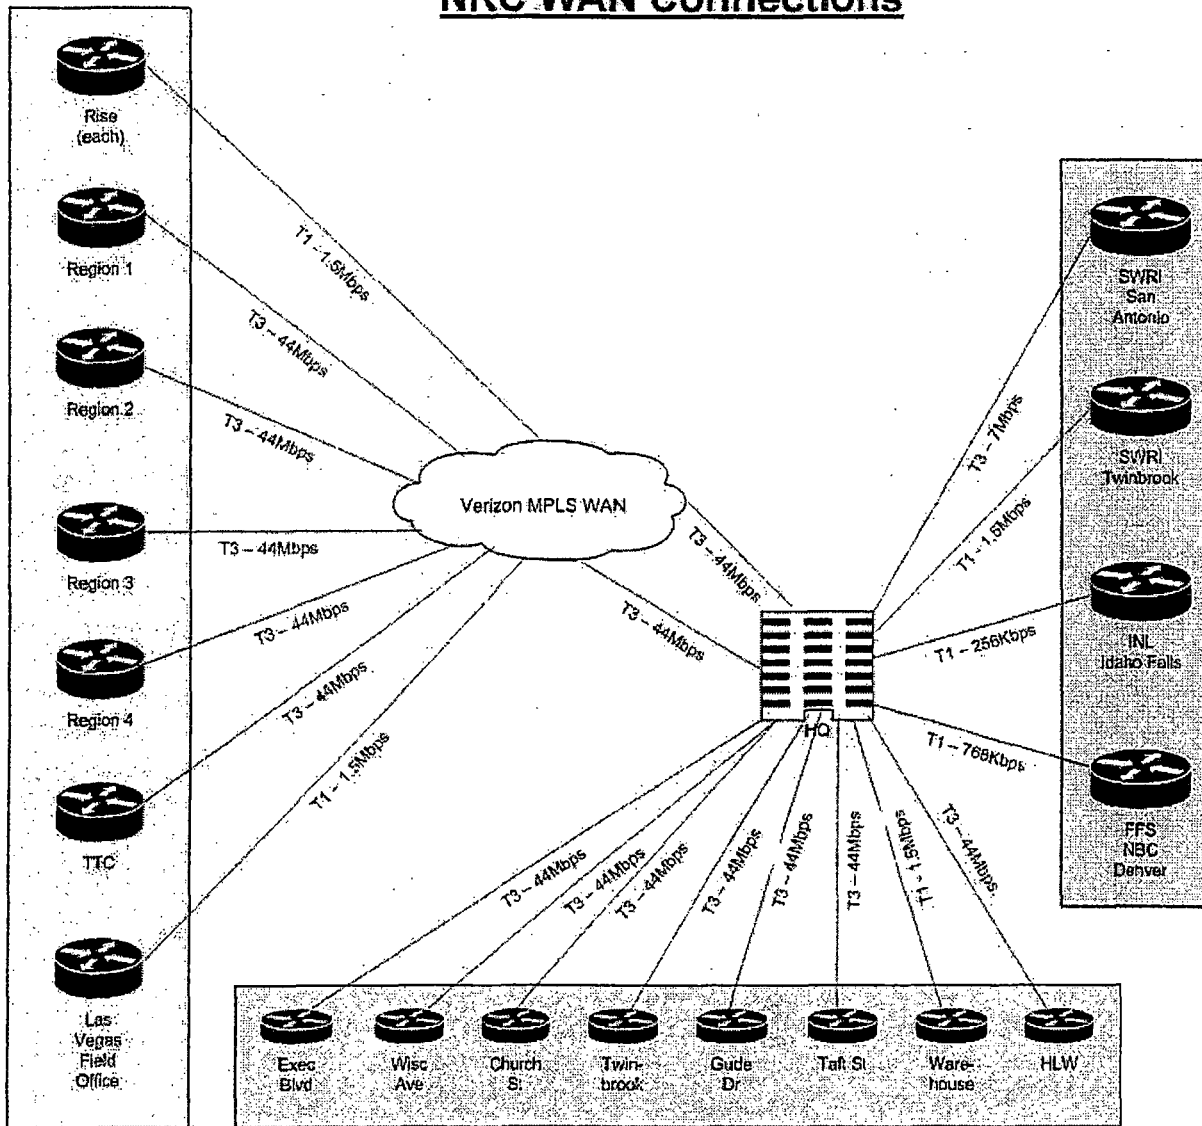 NRC WAN Connections
Rise
(each)
Region 1
Region 2
Region 3
Region 4
TTC
Las
Vegas
Field
Office
T1 – 1.5Mbps
T3 – 44Mbps
T3 – 44Mbps
T3 – 44Mbps
T3 – 44Mbps
T3 – 44Mbps
T1 – 1.5Mbps
Verizon MPLS WAN
T3 – 44Mbps
T3 – 44Mbps
HQ
T3 – 7Mbps
T1 – 1.5Mbps
T1 – 256Kbps
T1 – 768Kbps
SWRI
San
Antonio
SWRI
Twinbrook
INL
Idaho Falls
FFS
NBC
Denver
T3 – 44Mbps
T3 – 44Mbps
T3 – 44Mbps
T3 – 44Mbps
T3 – 44Mbps
T3 – 44Mbps
T1 – 1.5Mbps
T3 – 44Mbps
Exec
Blvd
Wisc
Ave
Church
St
Twin-
brook
Gude
Dr
Taft St
Ware-
house
HLW